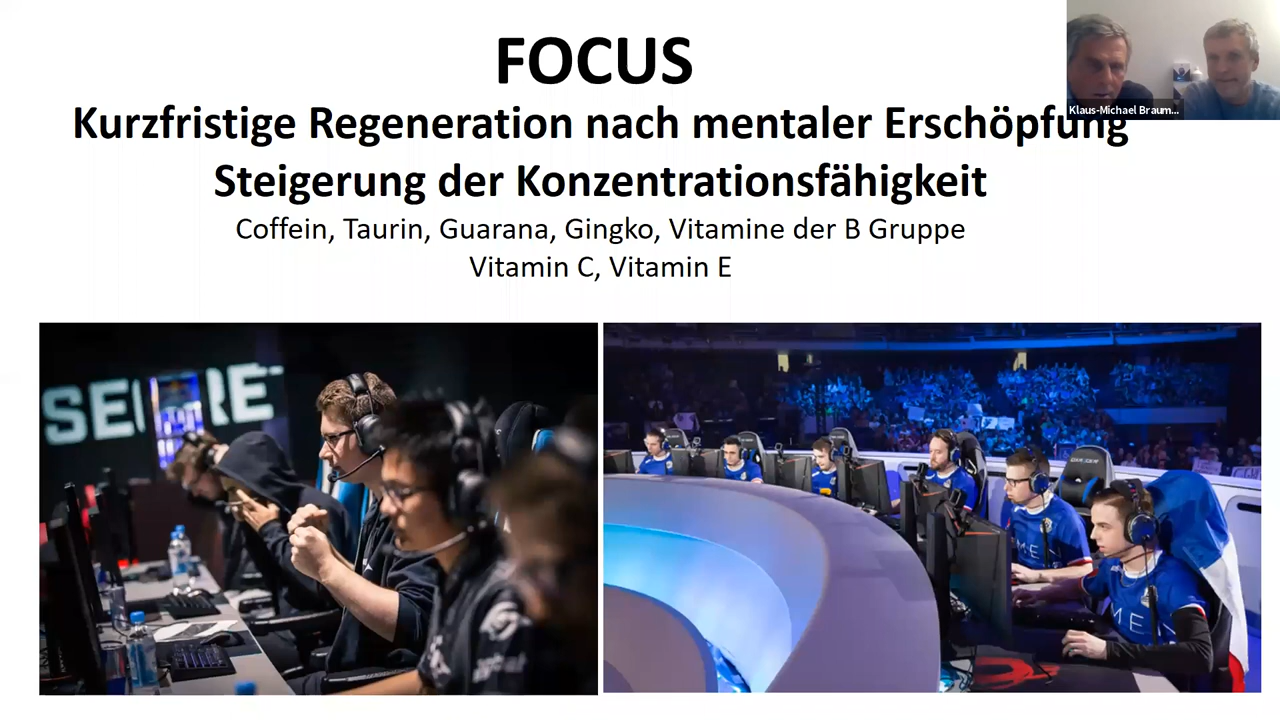 FOCUS
Kurzfristige Regeneration nach mentaler Erschöpfung
Steigerung der Konzentrationsfähigkeit
Coffein, Taurin, Guarana, Gingko, Vitamine der B Gruppe
Vitamin C, Vitamin E
Klaus-Michael Braum...